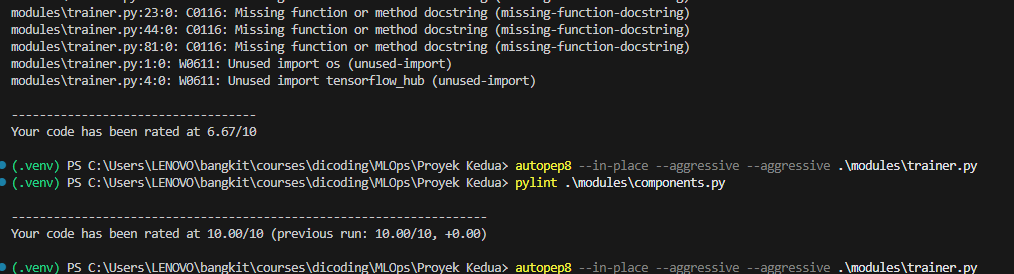 modules\trainer.py:23:0: C0116: Missing function or method docstring (missing-function-docstring)
modules\trainer.py:44:0: C0116: Missing function or method docstring (missing-function-docstring)
modules\trainer.py:81:0: C0116: Missing function or method docstring (missing-function-docstring)
modules\trainer.py:1:0: W0611: Unused import os (unused-import)
modules\trainer.py:4:0: W0611: Unused import tensorflow_hub (unused-import)
-----------------------------------
Your code has been rated at 6.67/10
(.venv) PS C:\Users\LENOVO\bangkit\courses\dicoding\MLOps\Proyek Kedua> autopep8 --in-place --aggressive --aggressive .\modules\trainer.py
(.venv) PS C:\Users\LENOVO\bangkit\courses\dicoding\MLOps\Proyek Kedua> pylint .\modules\components.py
--------------------------------------------------------------------
Your code has been rated at 10.00/10 (previous run: 10.00/10, +0.00)
(.venv) PS C:\Users\LENOVO\bangkit\courses\dicoding\MLOps\Proyek Kedua> autopep8 --in-place --aggressive --aggressive .\modules\trainer.py